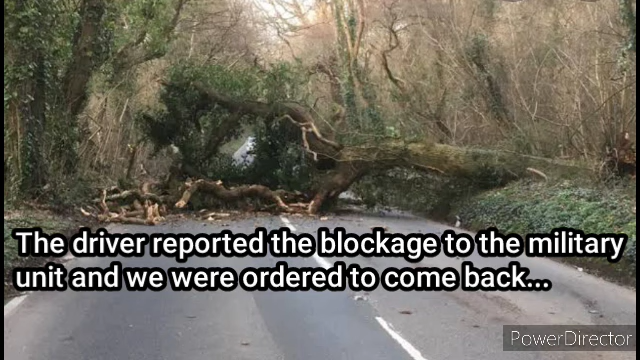 The driver reported the blockage to the military
unit and we were ordered to come back...
PowerDirector